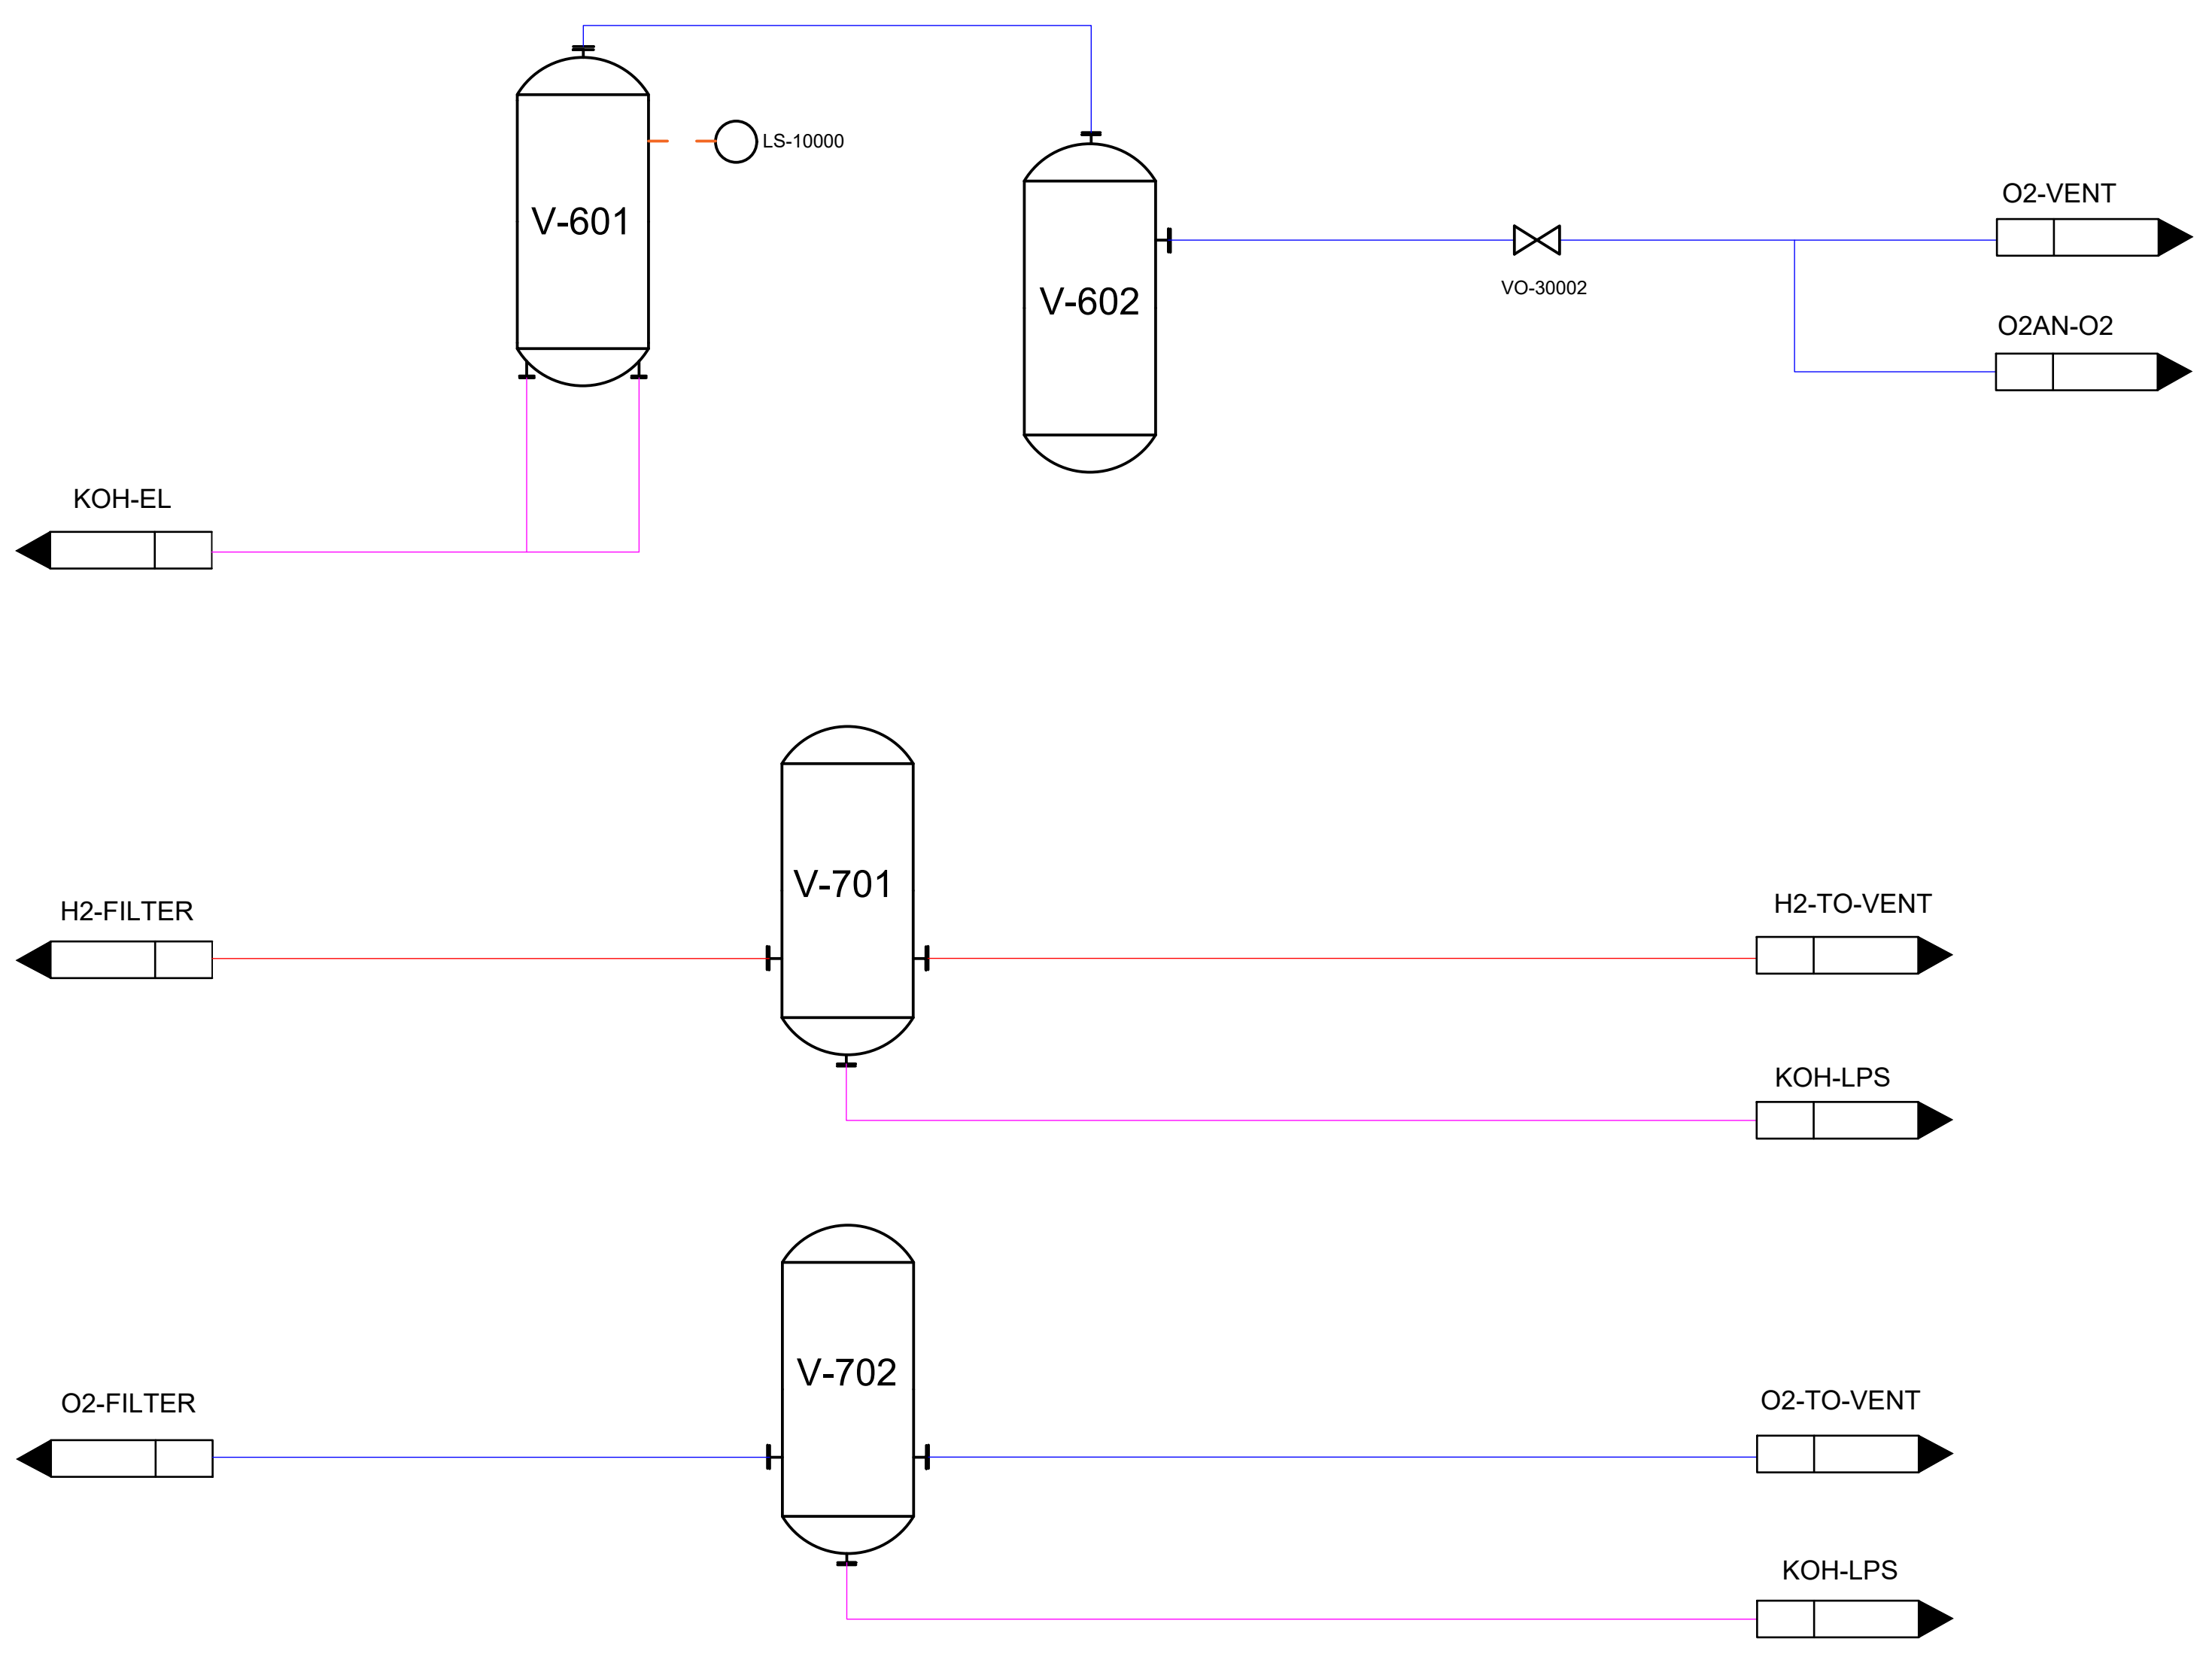 LS-10000
V-601
O2-VENT
V-602
VO-30002
O2AN-O2
KOH-EL
V-701
H2-FILTER
H2-TO-VENT
KOH-LPS
V-702
O2-FILTER
O2-TO-VENT
KOH-LPS